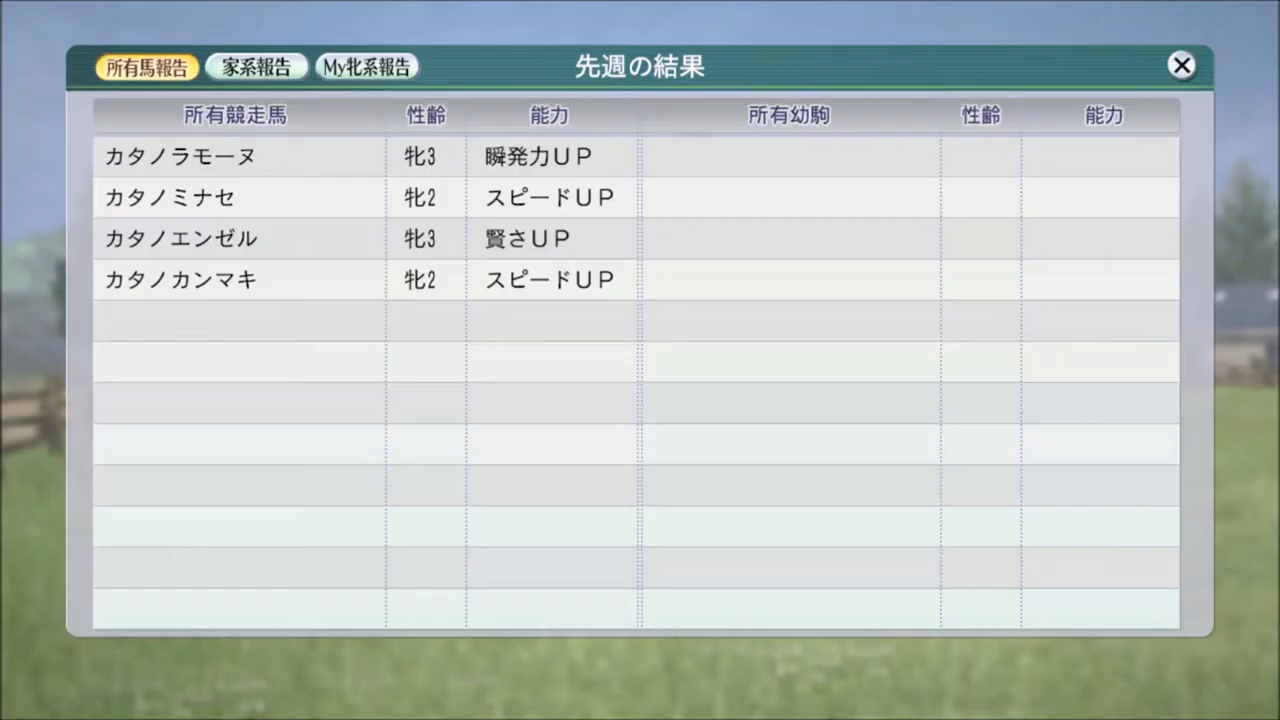 所有馬報告 家系報告 My牝系報告 先週の結果
所有競走馬 性齢 能力 所有幼駒 性齢 能力
カタノラモーヌ 牝3 瞬発力ＵＰ
カタノミナセ 牝2 スピードＵＰ
カタノエンゼル 牝3 賢さＵＰ
カタノカンマキ 牝2 スピードＵＰ